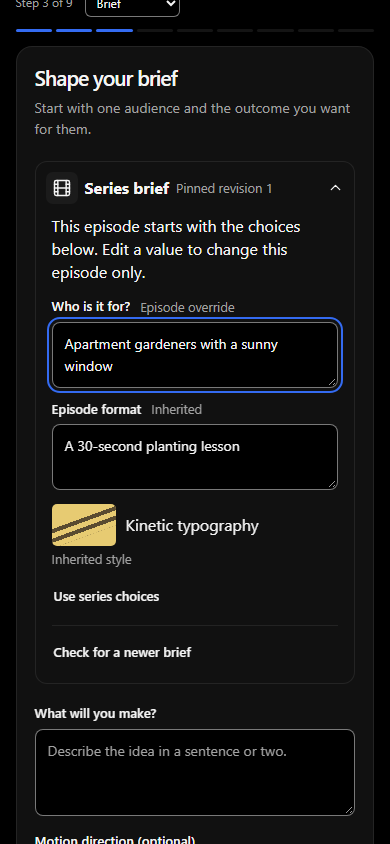 Step 3 of 9 Brief
Shape your brief
Start with one audience and the outcome you want
for them.
Series brief Pinned revision 1
This episode starts with the choices
below. Edit a value to change this
episode only.
Who is it for? Episode override
Apartment gardeners with a sunny
window
Episode format Inherited
A 30-second planting lesson
Kinetic typography
Inherited style
Use series choices
Check for a newer brief
What will you make?
Describe the idea in a sentence or two.
Motion direction (optional)